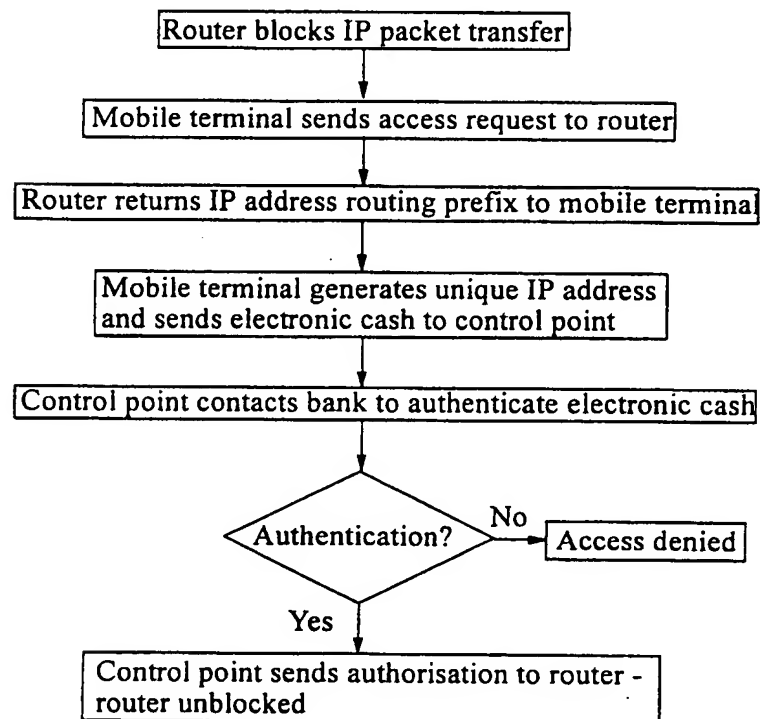 Router blocks IP packet transfer
Mobile terminal sends access request to router
Router returns IP address routing prefix to mobile terminal
Mobile terminal generates unique IP address
and sends electronic cash to control point
Control point contacts bank to authenticate electronic cash
Authentication?
No
Access denied
Yes
Control point sends authorisation to router -
router unblocked